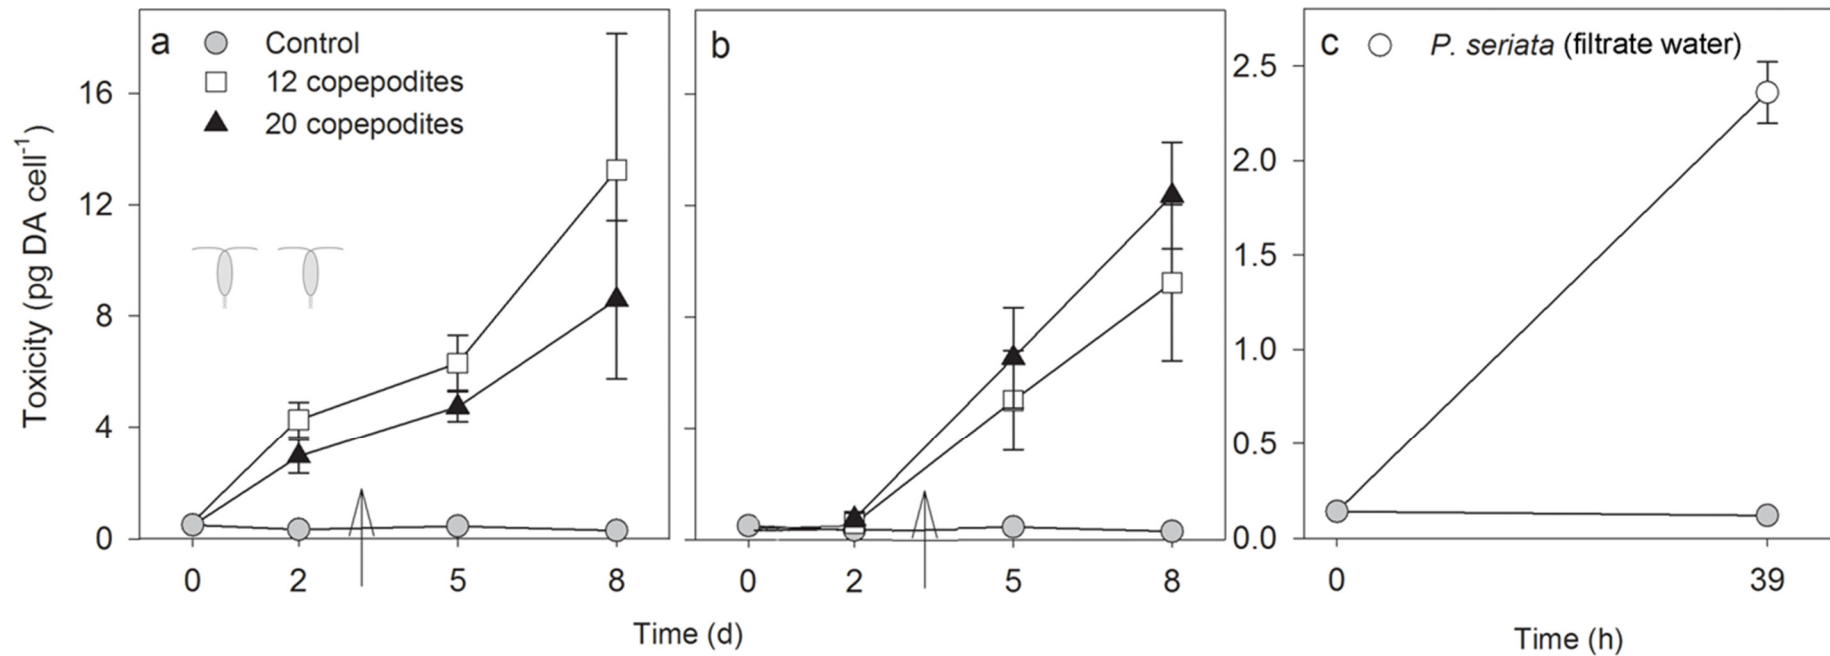 a
Control
12 copepodites
20 copepodites
b
c
P. seriata (filtrate water)
Toxicity (pg DA cell-1)
16
12
8
4
0
2.5
2.0
1.5
1.0
0.5
0.0
0 2 5 8
0 2 5 8
0 39
Time (d)
Time (h)